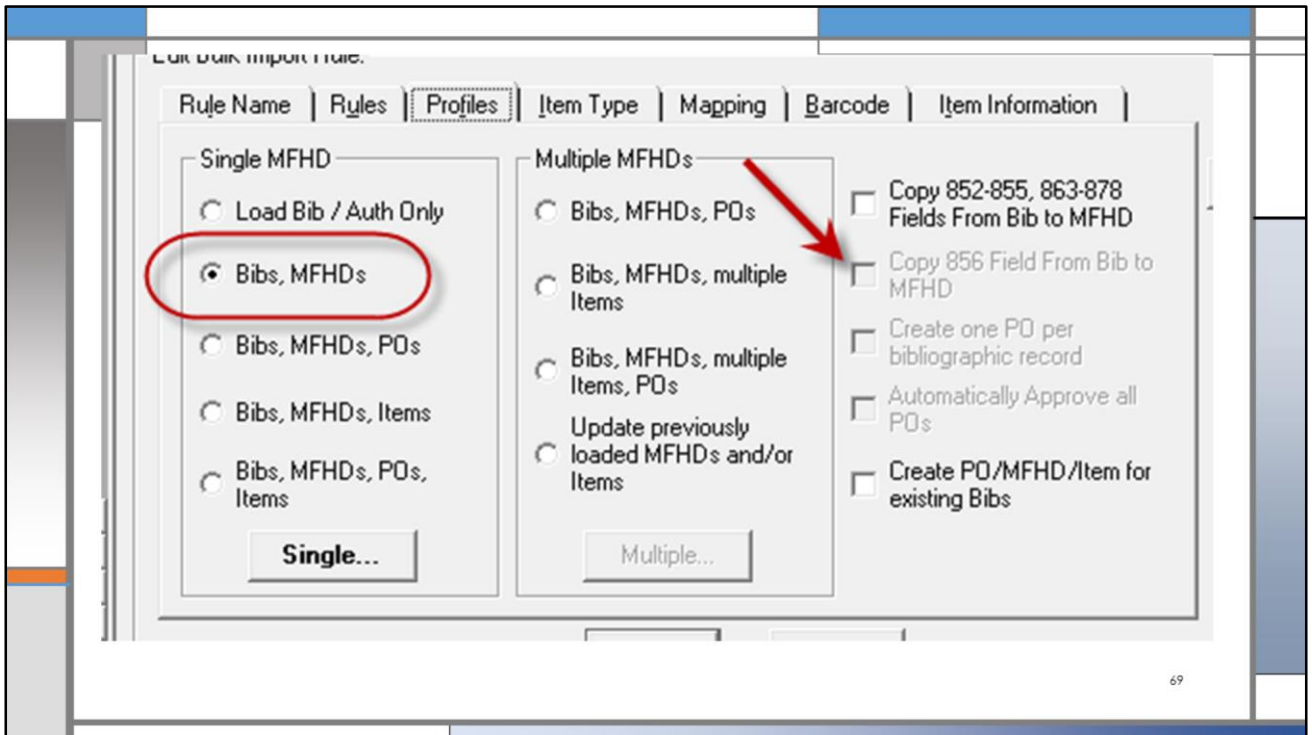 Edit Bulk Import Rule:
Rule Name Rules Profiles Item Type Mapping Barcode Item Information
Single MFHD
Load Bib / Auth Only
Bibs, MFHDs
Bibs, MFHDs, POs
Bibs, MFHDs, Items
Bibs, MFHDs, POs,
Items
Single...
Multiple MFHDs
Bibs, MFHDs, POs
Bibs, MFHDs, multiple
Items
Bibs, MFHDs, multiple
Items, POs
Update previously
loaded MFHDs and/or
Items
Multiple...
Copy 852-855, 863-878
Fields From Bib to MFHD
Copy 856 Field From Bib to
MFHD
Create one PO per
bibliographic record
Automatically Approve all
POs
Create PO/MFHD/Item for
existing Bibs
69